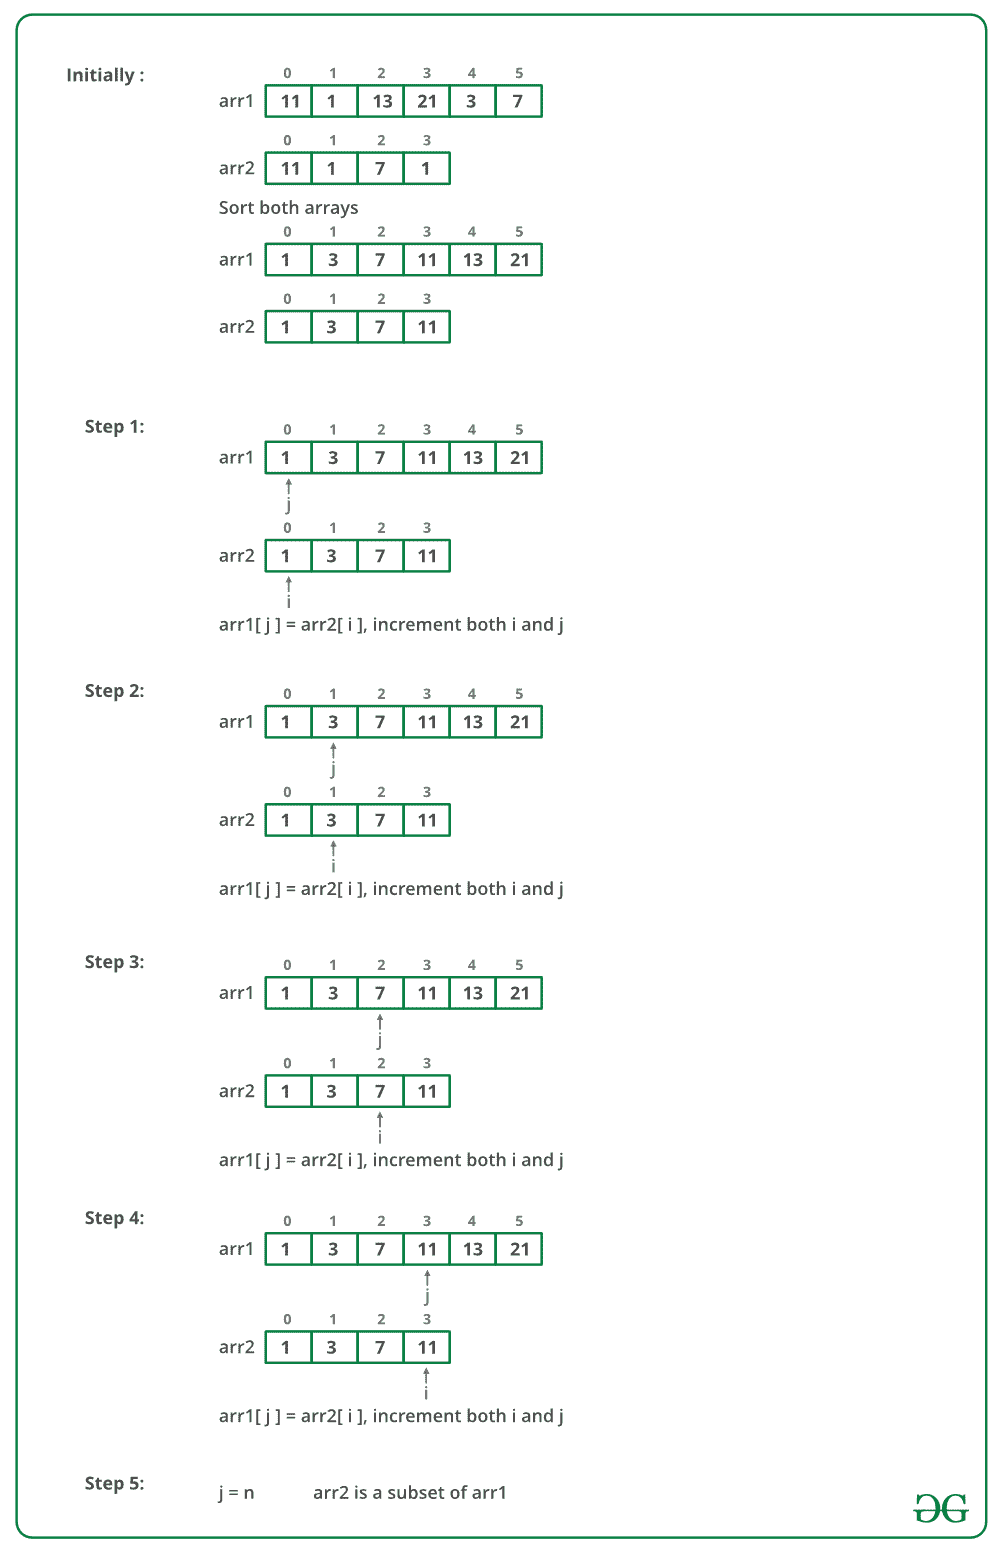 Initially :
0 1 2 3 4 5
arr1 11 1 13 21 3 7
0 1 2 3
arr2 11 1 7 1
Sort both arrays
0 1 2 3 4 5
arr1 1 3 7 11 13 21
0 1 2 3
arr2 1 3 7 11
Step 1:
0 1 2 3 4 5
arr1 1 3 7 11 13 21
j
0 1 2 3
arr2 1 3 7 11
i
arr1[ j ] = arr2[ i ], increment both i and j
Step 2:
0 1 2 3 4 5
arr1 1 3 7 11 13 21
j
0 1 2 3
arr2 1 3 7 11
i
arr1[ j ] = arr2[ i ], increment both i and j
Step 3:
0 1 2 3 4 5
arr1 1 3 7 11 13 21
j
0 1 2 3
arr2 1 3 7 11
i
arr1[ j ] = arr2[ i ], increment both i and j
Step 4:
0 1 2 3 4 5
arr1 1 3 7 11 13 21
j
0 1 2 3
arr2 1 3 7 11
i
arr1[ j ] = arr2[ i ], increment both i and j
Step 5:
j = n arr2 is a subset of arr1